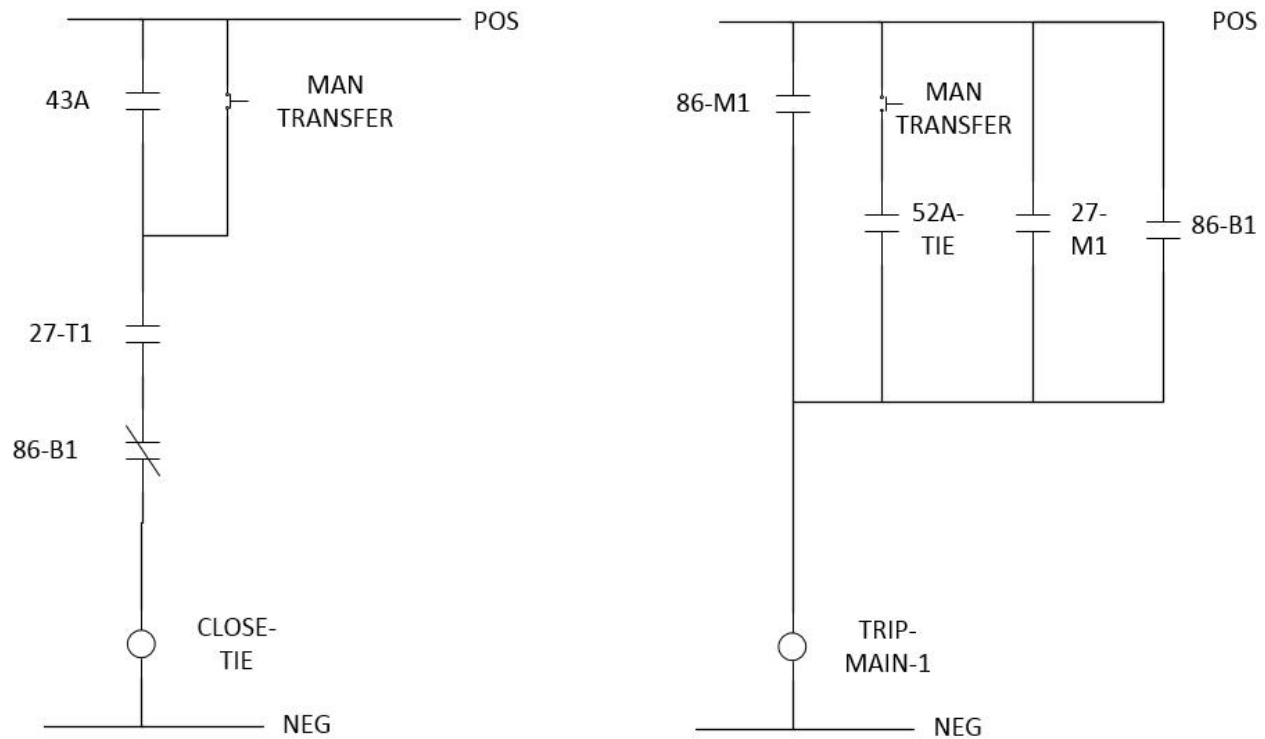 POS
43A
MAN
TRANSFER
27-T1
86-B1
CLOSE-
TIE
NEG
POS
86-M1
MAN
TRANSFER
52A-
TIE
27-
M1
86-B1
TRIP-
MAIN-1
NEG